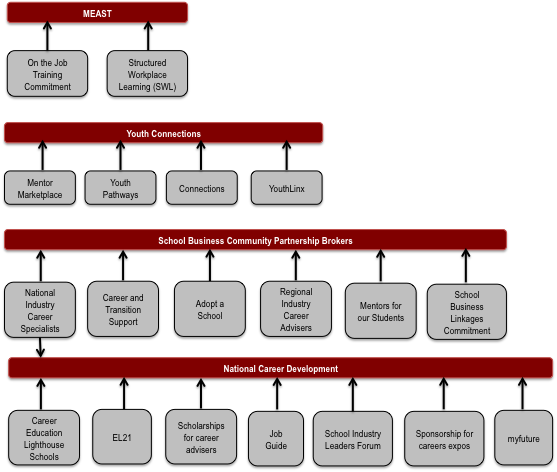 MEAST
On the Job
Training
Commitment
Structured
Workplace
Learning (SWL)
Youth Connections
Mentor
Marketplace
Youth
Pathways
Connections
YouthLinx
School Business Community Partnership Brokers
National
Industry
Career
Specialists
Career and
Transition
Support
Adopt a
School
Regional
Industry
Career
Advisers
Mentors for
our Students
School
Business
Linkages
Commitment
National Career Development
Career
Education
Lighthouse
Schools
EL21
Scholarships
for career
advisers
Job
Guide
School Industry
Leaders Forum
Sponsorship for
careers expos
myfuture